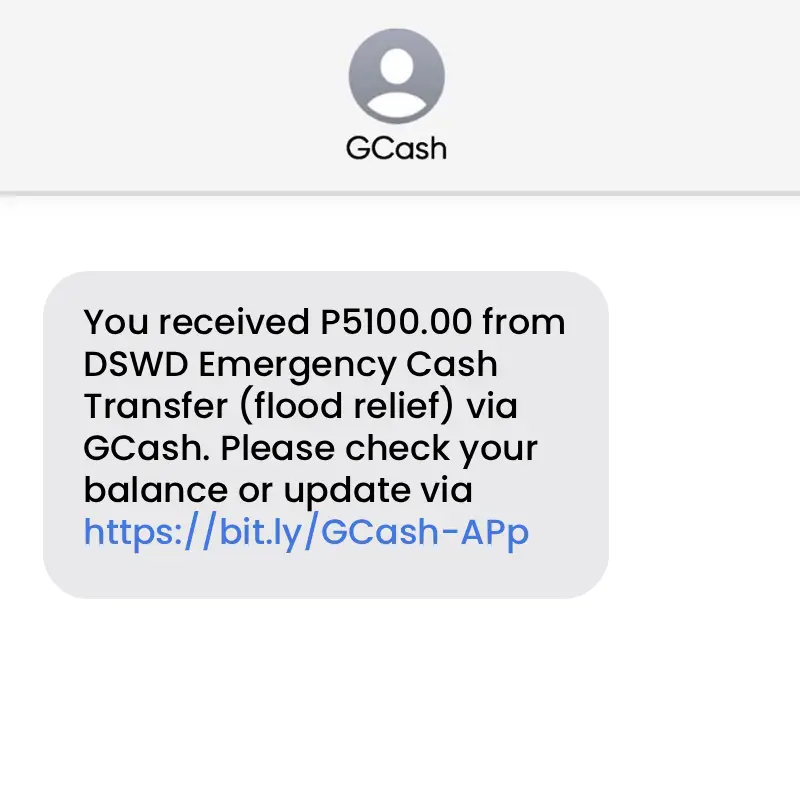 GCash
You received P5100.00 from
DSWD Emergency Cash
Transfer (flood relief) via
GCash. Please check your
balance or update via
https://bit.ly/GCash-APp